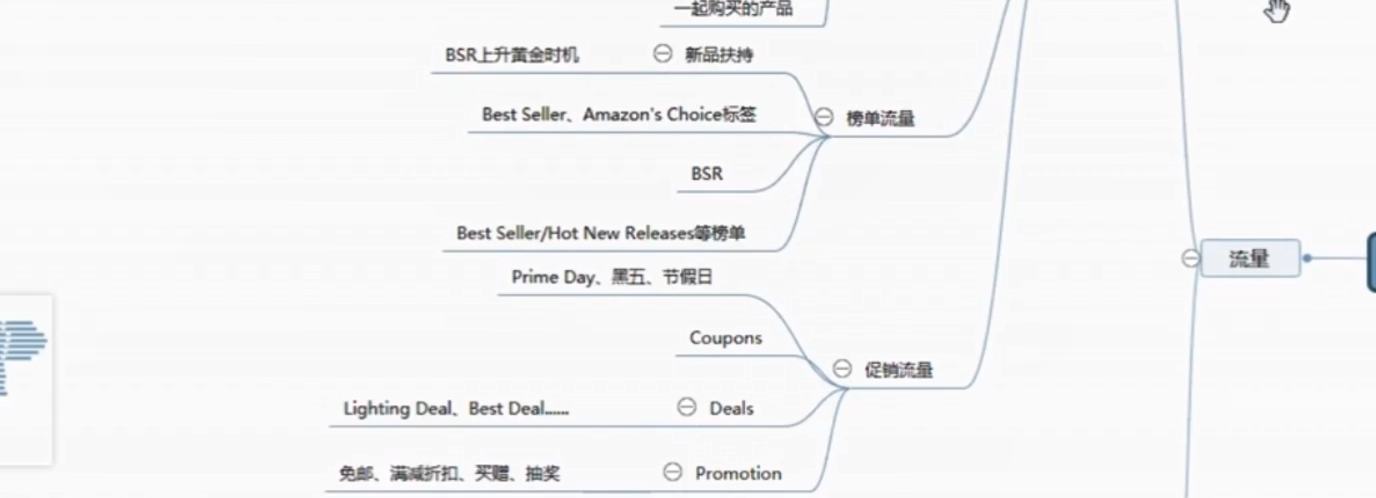 一起购买的产品
BSR上升黄金时机
新品扶持
Best Seller、Amazon's Choice标签
榜单流量
BSR
Best Seller/Hot New Releases等榜单
流量
Prime Day、黑五、节假日
Coupons
促销流量
Lighting Deal、Best Deal......
Deals
免邮、满减折扣、买赠、抽奖
Promotion